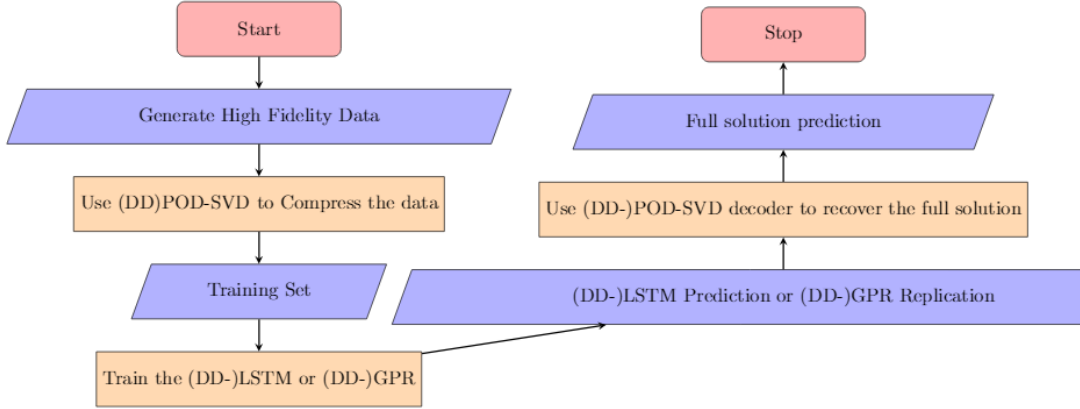 Start
Generate High Fidelity Data
Use (DD)POD-SVD to Compress the data
Training Set
Train the (DD-)LSTM or (DD-)GPR
(DD-)LSTM Prediction or (DD-)GPR Replication
Use (DD-)POD-SVD decoder to recover the full solution
Full solution prediction
Stop